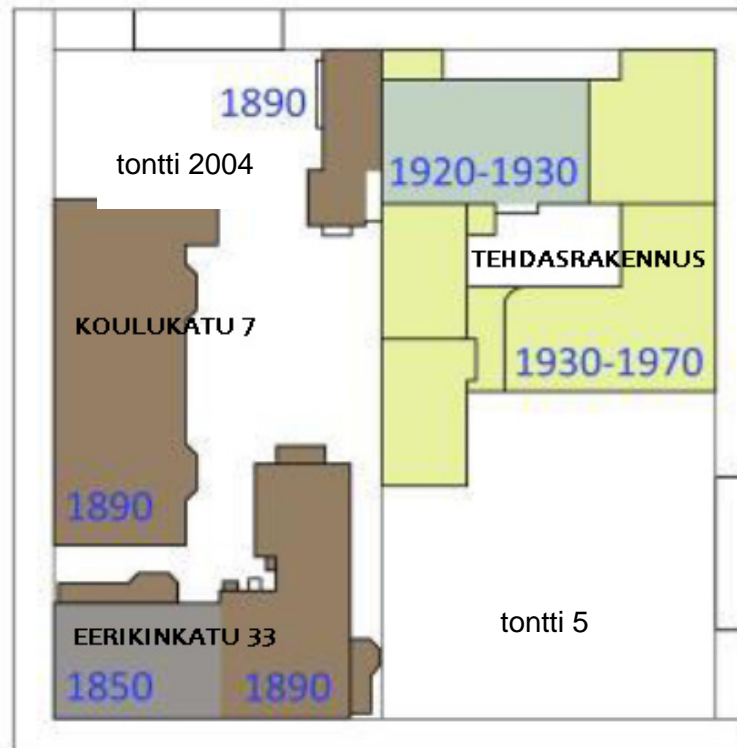 1890
tontti 2004
1920-1930
TEHDASRAKENNUS
KOULUKATU 7
1930-1970
1890
EERIKINKATU 33
tontti 5
1850
1890